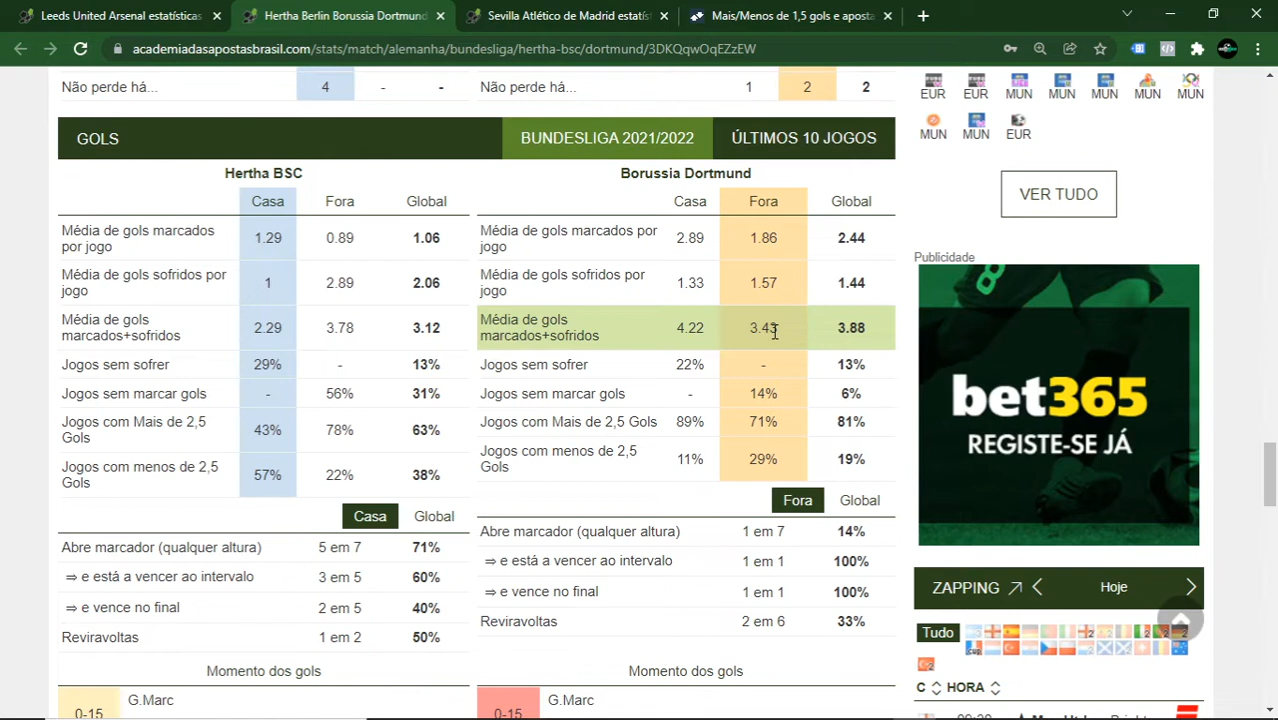 Leeds United Arsenal estatísticas
Hertha Berlin Borussia Dortmund
Sevilla Atlético de Madrid estatís
Mais/Menos de 1,5 gols e aposta
academiadasapostasbrasil.com/stats/match/alemanha/bundesliga/hertha-bsc/dortmund/3DKQqwOqEZzEW
Não perde há... 4 - -
Não perde há... 1 2 2
GOLS BUNDESLIGA 2021/2022 ÚLTIMOS 10 JOGOS
Hertha BSC
Casa Fora Global
Média de gols marcados por jogo 1.29 0.89 1.06
Média de gols sofridos por jogo 1 2.89 2.06
Média de gols marcados+sofridos 2.29 3.78 3.12
Jogos sem sofrer 29% - 13%
Jogos sem marcar gols - 56% 31%
Jogos com Mais de 2,5 Gols 43% 78% 63%
Jogos com menos de 2,5 Gols 57% 22% 38%
Casa Global
Abre marcador (qualquer altura) 5 em 7 71%
⇒ e está a vencer ao intervalo 3 em 5 60%
⇒ e vence no final 2 em 5 40%
Reviravoltas 1 em 2 50%
Momento dos gols
0-15 G.Marc
Borussia Dortmund
Casa Fora Global
Média de gols marcados por jogo 2.89 1.86 2.44
Média de gols sofridos por jogo 1.33 1.57 1.44
Média de gols marcados+sofridos 4.22 3.43 3.88
Jogos sem sofrer 22% - 13%
Jogos sem marcar gols - 14% 6%
Jogos com Mais de 2,5 Gols 89% 71% 81%
Jogos com menos de 2,5 Gols 11% 29% 19%
Fora Global
Abre marcador (qualquer altura) 1 em 7 14%
⇒ e está a vencer ao intervalo 1 em 1 100%
⇒ e vence no final 1 em 1 100%
Reviravoltas 2 em 6 33%
Momento dos gols
0-15 G.Marc
EUR EUR MUN MUN MUN MUN MUN
MUN MUN EUR
VER TUDO
Publicidade
bet365
REGISTE-SE JÁ
ZAPPING Hoje
Tudo
C HORA